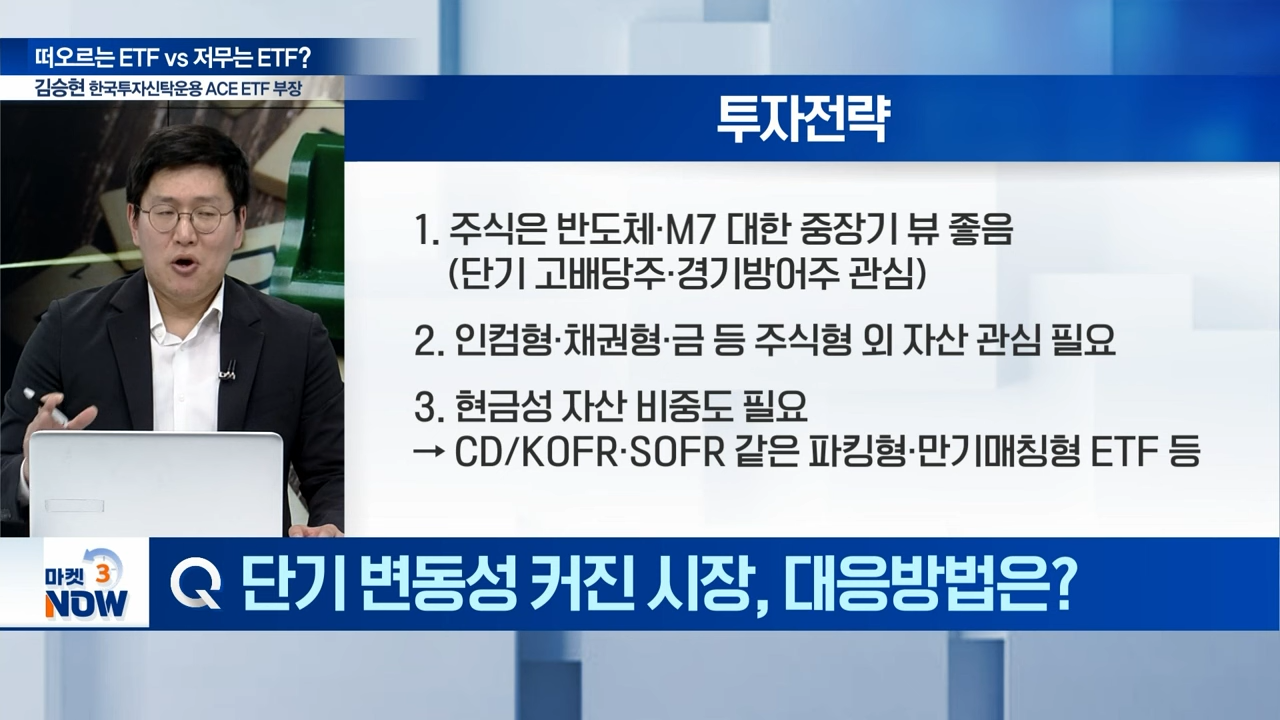 떠오르는 ETF vs 저무는 ETF?
김승현 한국투자신탁운용 ACE ETF 부장
투자전략
1. 주식은 반도체·M7 대한 중장기 뷰 좋음
(단기 고배당주·경기방어주 관심)
2. 인컴형·채권형·금 등 주식형 외 자산 관심 필요
3. 현금성 자산 비중도 필요
→ CD/KOFR·SOFR 같은 파킹형·만기매칭형 ETF 등
마켓 3
NOW
Q 단기 변동성 커진 시장, 대응방법은?